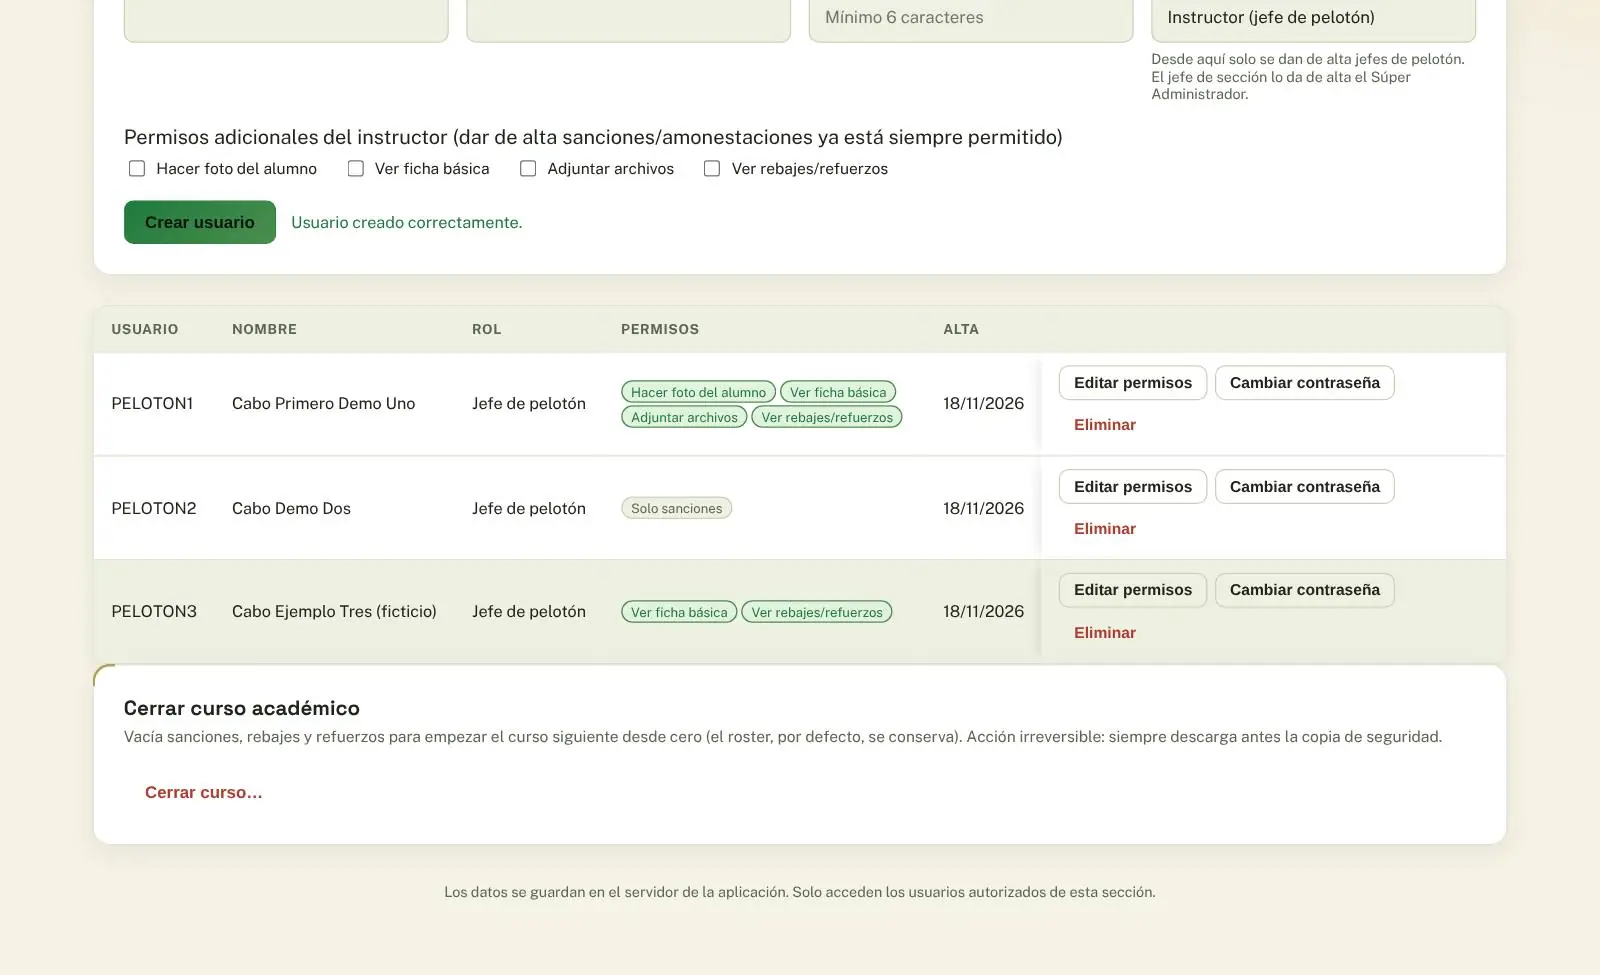 Mínimo 6 caracteres
Instructor (jefe de pelotón)
Desde aquí solo se dan de alta jefes de pelotón.
El jefe de sección lo da de alta el Súper
Administrador.
Permisos adicionales del instructor (dar de alta sanciones/amonestaciones ya está siempre permitido)
Hacer foto del alumno Ver ficha básica Adjuntar archivos Ver rebajes/refuerzos
Crear usuario Usuario creado correctamente.
USUARIO NOMBRE ROL PERMISOS ALTA
PELOTON1 Cabo Primero Demo Uno Jefe de pelotón Hacer foto del alumno Ver ficha básica Adjuntar archivos Ver rebajes/refuerzos 18/11/2026 Editar permisos Cambiar contraseña
Eliminar
PELOTON2 Cabo Demo Dos Jefe de pelotón Solo sanciones 18/11/2026 Editar permisos Cambiar contraseña
Eliminar
PELOTON3 Cabo Ejemplo Tres (ficticio) Jefe de pelotón Ver ficha básica Ver rebajes/refuerzos 18/11/2026 Editar permisos Cambiar contraseña
Eliminar
Cerrar curso académico
Vacía sanciones, rebajes y refuerzos para empezar el curso siguiente desde cero (el roster, por defecto, se conserva). Acción irreversible: siempre descarga antes la copia de seguridad.
Cerrar curso...
Los datos se guardan en el servidor de la aplicación. Solo acceden los usuarios autorizados de esta sección.